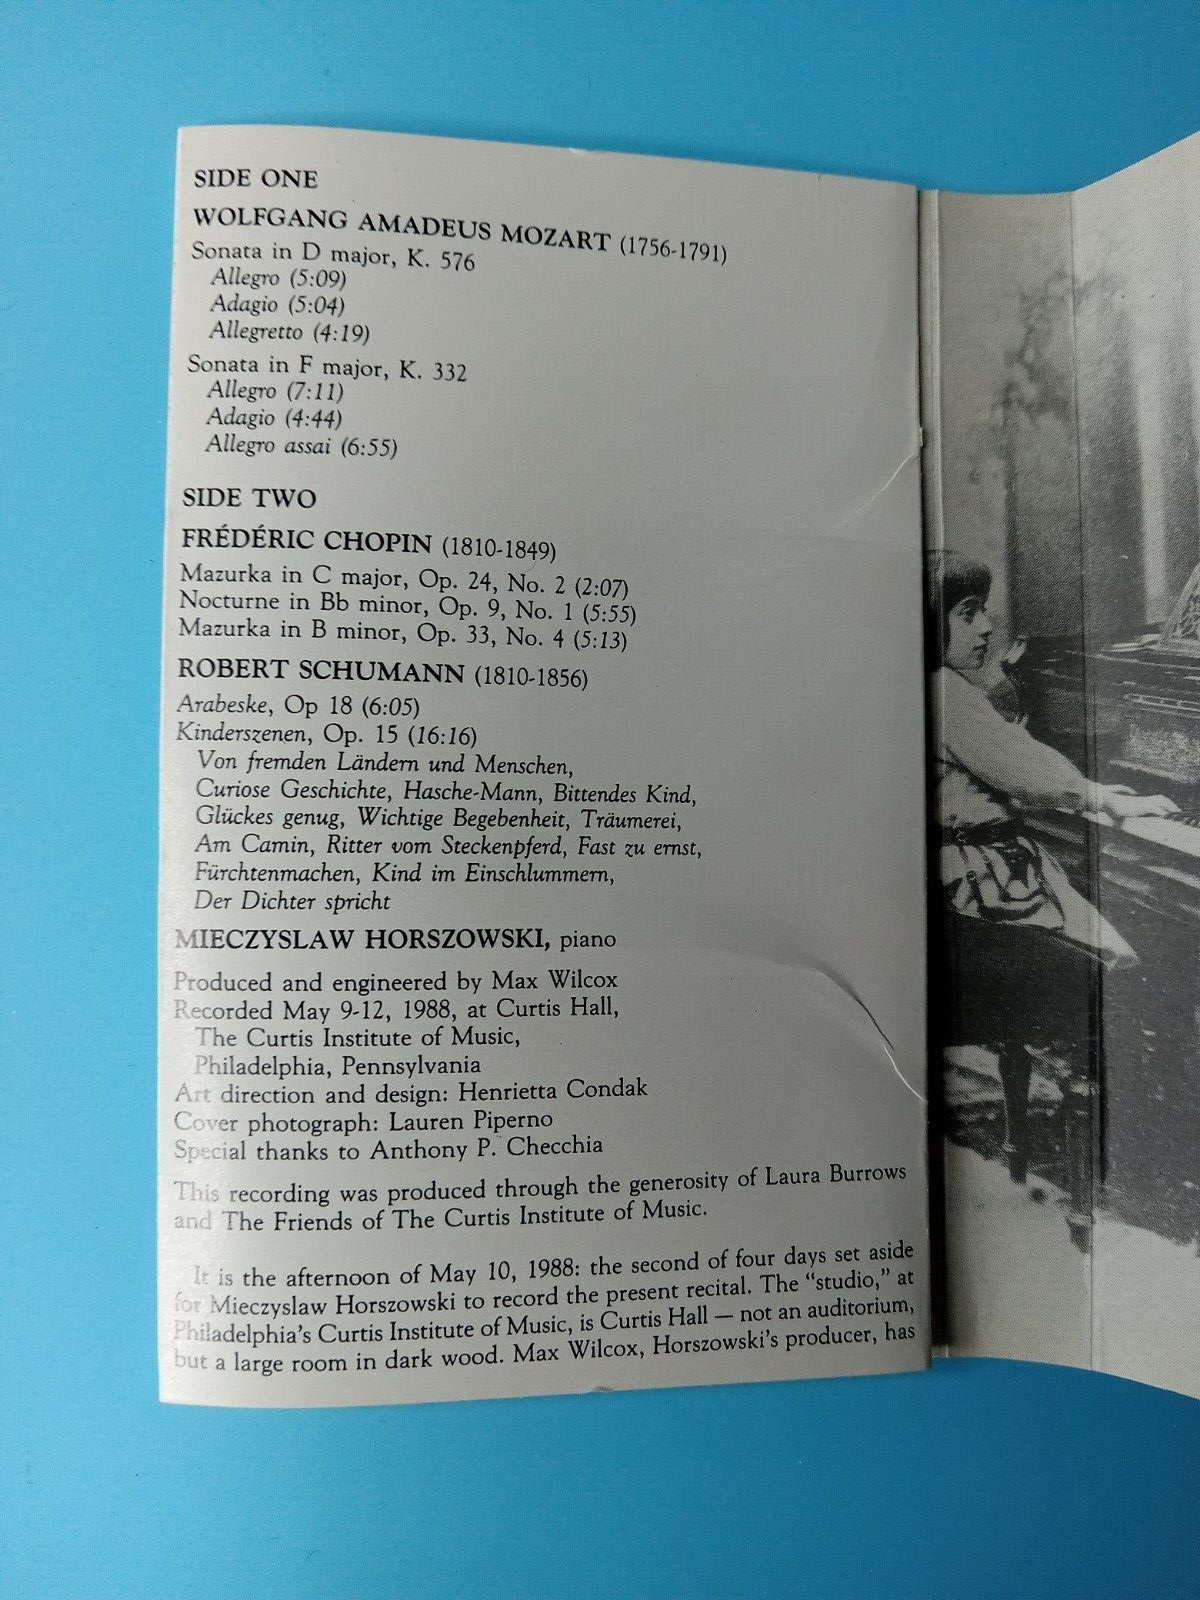 SIDE ONE
WOLFGANG AMADEUS MOZART (1756-1791)
Sonata in D major, K. 576
Allegro (5:09)
Adagio (5:04)
Allegretto (4:19)
Sonata in F major, K. 332
Allegro (7:11)
Adagio (4:44)
Allegro assai (6:55)
SIDE TWO
FRÉDÉRIC CHOPIN (1810-1849)
Mazurka in C major, Op. 24, No. 2 (2:07)
Nocturne in Bb minor, Op. 9, No. 1 (5:55)
Mazurka in B minor, Op. 33, No. 4 (5:13)
ROBERT SCHUMANN (1810-1856)
Arabeske, Op 18 (6:05)
Kinderszenen, Op. 15 (16:16)
Von fremden Ländern und Menschen,
Curiose Geschichte, Hasche-Mann, Bittendes Kind,
Glückes genug, Wichtige Begebenheit, Träumerei,
Am Camin, Ritter vom Steckenpferd, Fast zu ernst,
Fürchtenmachen, Kind im Einschlummern,
Der Dichter spricht
MIECZYSLAW HORSZOWSKI, piano
Produced and engineered by Max Wilcox
Recorded May 9-12, 1988, at Curtis Hall,
The Curtis Institute of Music,
Philadelphia, Pennsylvania
Art direction and design: Henrietta Condak
Cover photograph: Lauren Piperno
Special thanks to Anthony P. Checchia
This recording was produced through the generosity of Laura Burrows
and The Friends of The Curtis Institute of Music.
It is the afternoon of May 10, 1988: the second of four days set aside
for Mieczyslaw Horszowski to record the present recital. The “studio,” at
Philadelphia's Curtis Institute of Music, is Curtis Hall — not an auditorium,
but a large room in dark wood. Max Wilcox, Horszowski's producer, has